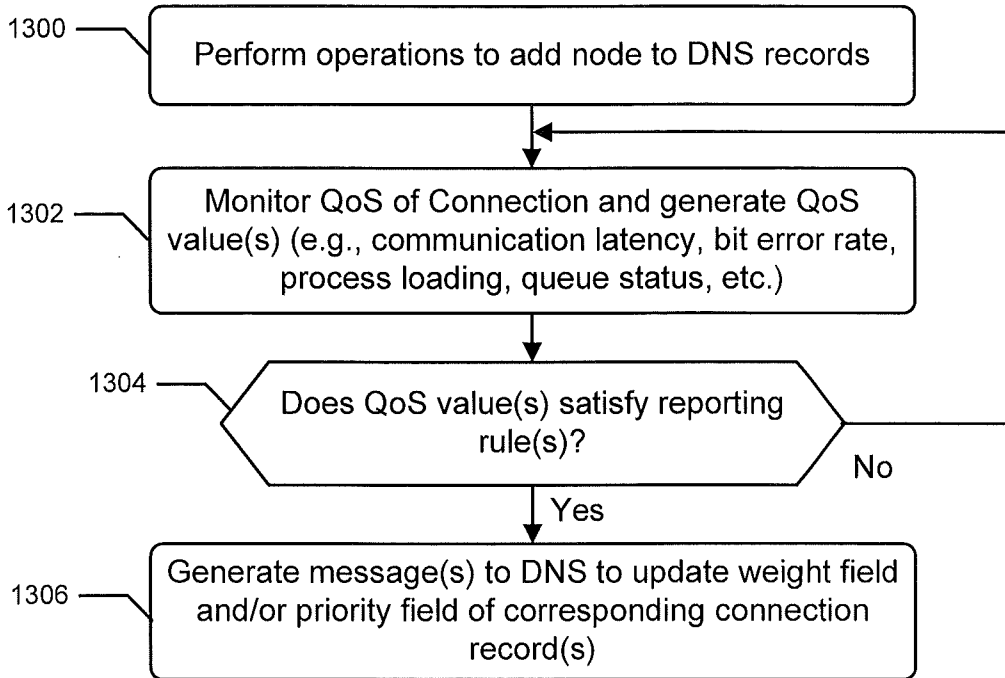 1300
Perform operations to add node to DNS records
1302
Monitor QoS of Connection and generate QoS
value(s) (e.g., communication latency, bit error rate,
process loading, queue status, etc.)
1304
Does QoS value(s) satisfy reporting
rule(s)?
No
Yes
1306
Generate message(s) to DNS to update weight field
and/or priority field of corresponding connection
record(s)